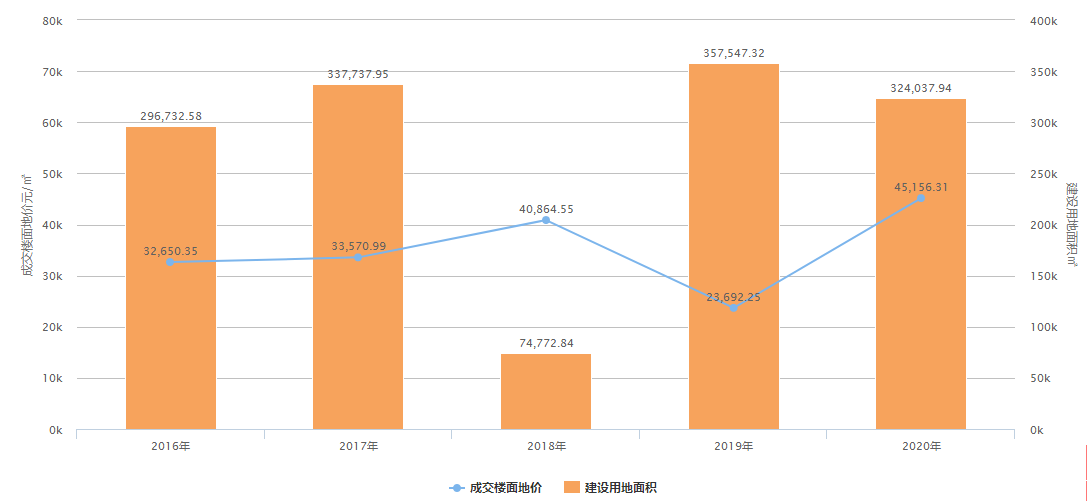 80k
70k
60k
50k
40k
30k
20k
10k
0k
成交楼面地价元/㎡
400k
350k
300k
250k
200k
150k
100k
50k
0k
建设用地面积㎡
296,732.58
337,737.95
74,772.84
357,547.32
324,037.94
32,650.35
33,570.99
40,864.55
23,692.25
45,156.31
2016年
2017年
2018年
2019年
2020年
成交楼面地价
建设用地面积